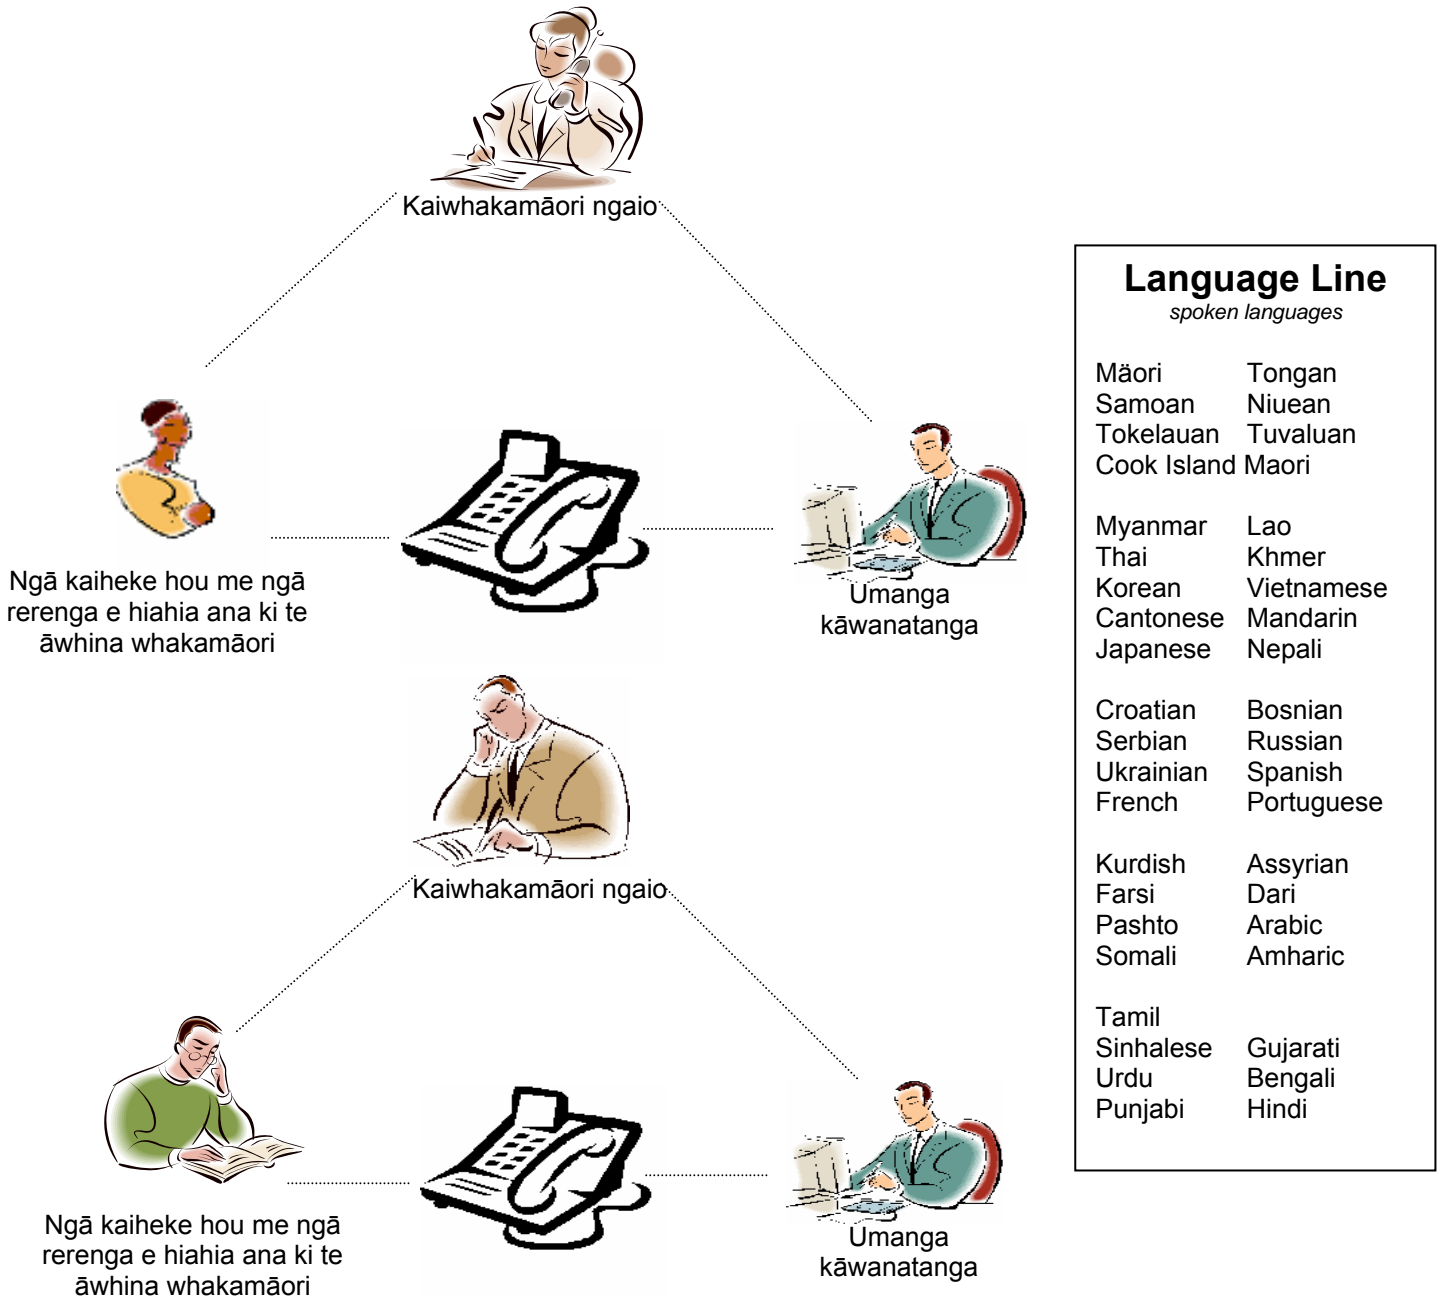 Kaiwhakamāori ngaio
Ngā kaiheke hou me ngā
rerenga e hiahia ana ki te
āwhina whakamāori
Umanga
kāwanatanga
Kaiwhakamāori ngaio
Ngā kaiheke hou me ngā
rerenga e hiahia ana ki te
āwhina whakamāori
Umanga
kāwanatanga
Language Line
spoken languages
Mäori Tongan
Samoan Niuean
Tokelauan Tuvaluan
Cook Island Maori
Myanmar Lao
Thai Khmer
Korean Vietnamese
Cantonese Mandarin
Japanese Nepali
Croatian Bosnian
Serbian Russian
Ukrainian Spanish
French Portuguese
Kurdish Assyrian
Farsi Dari
Pashto Arabic
Somali Amharic
Tamil
Sinhalese Gujarati
Urdu Bengali
Punjabi Hindi